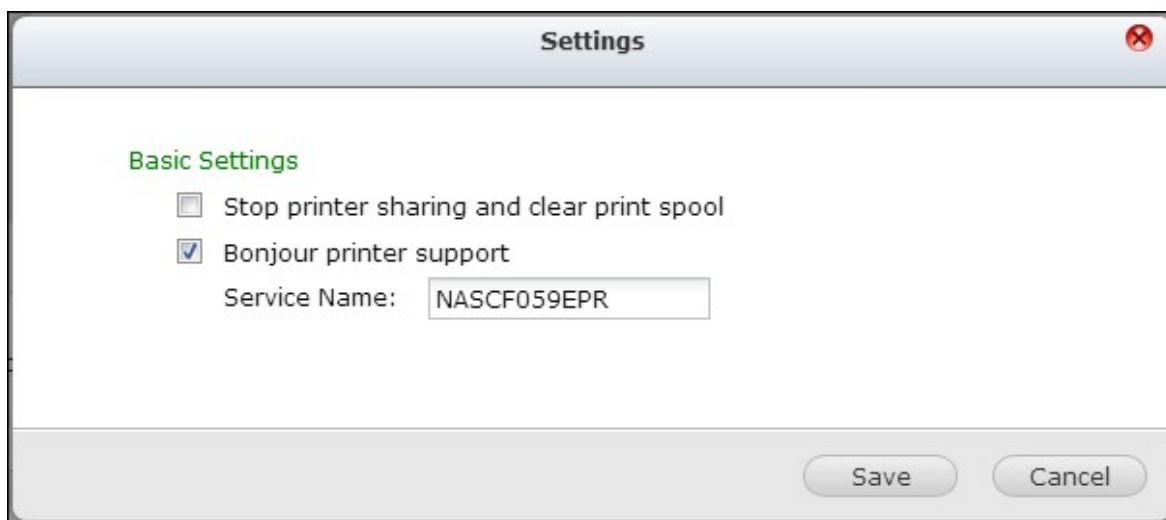 Settings
Basic Settings
Stop printer sharing and clear print spool
Bonjour printer support
Service Name: NASCF059EPR
Save Cancel